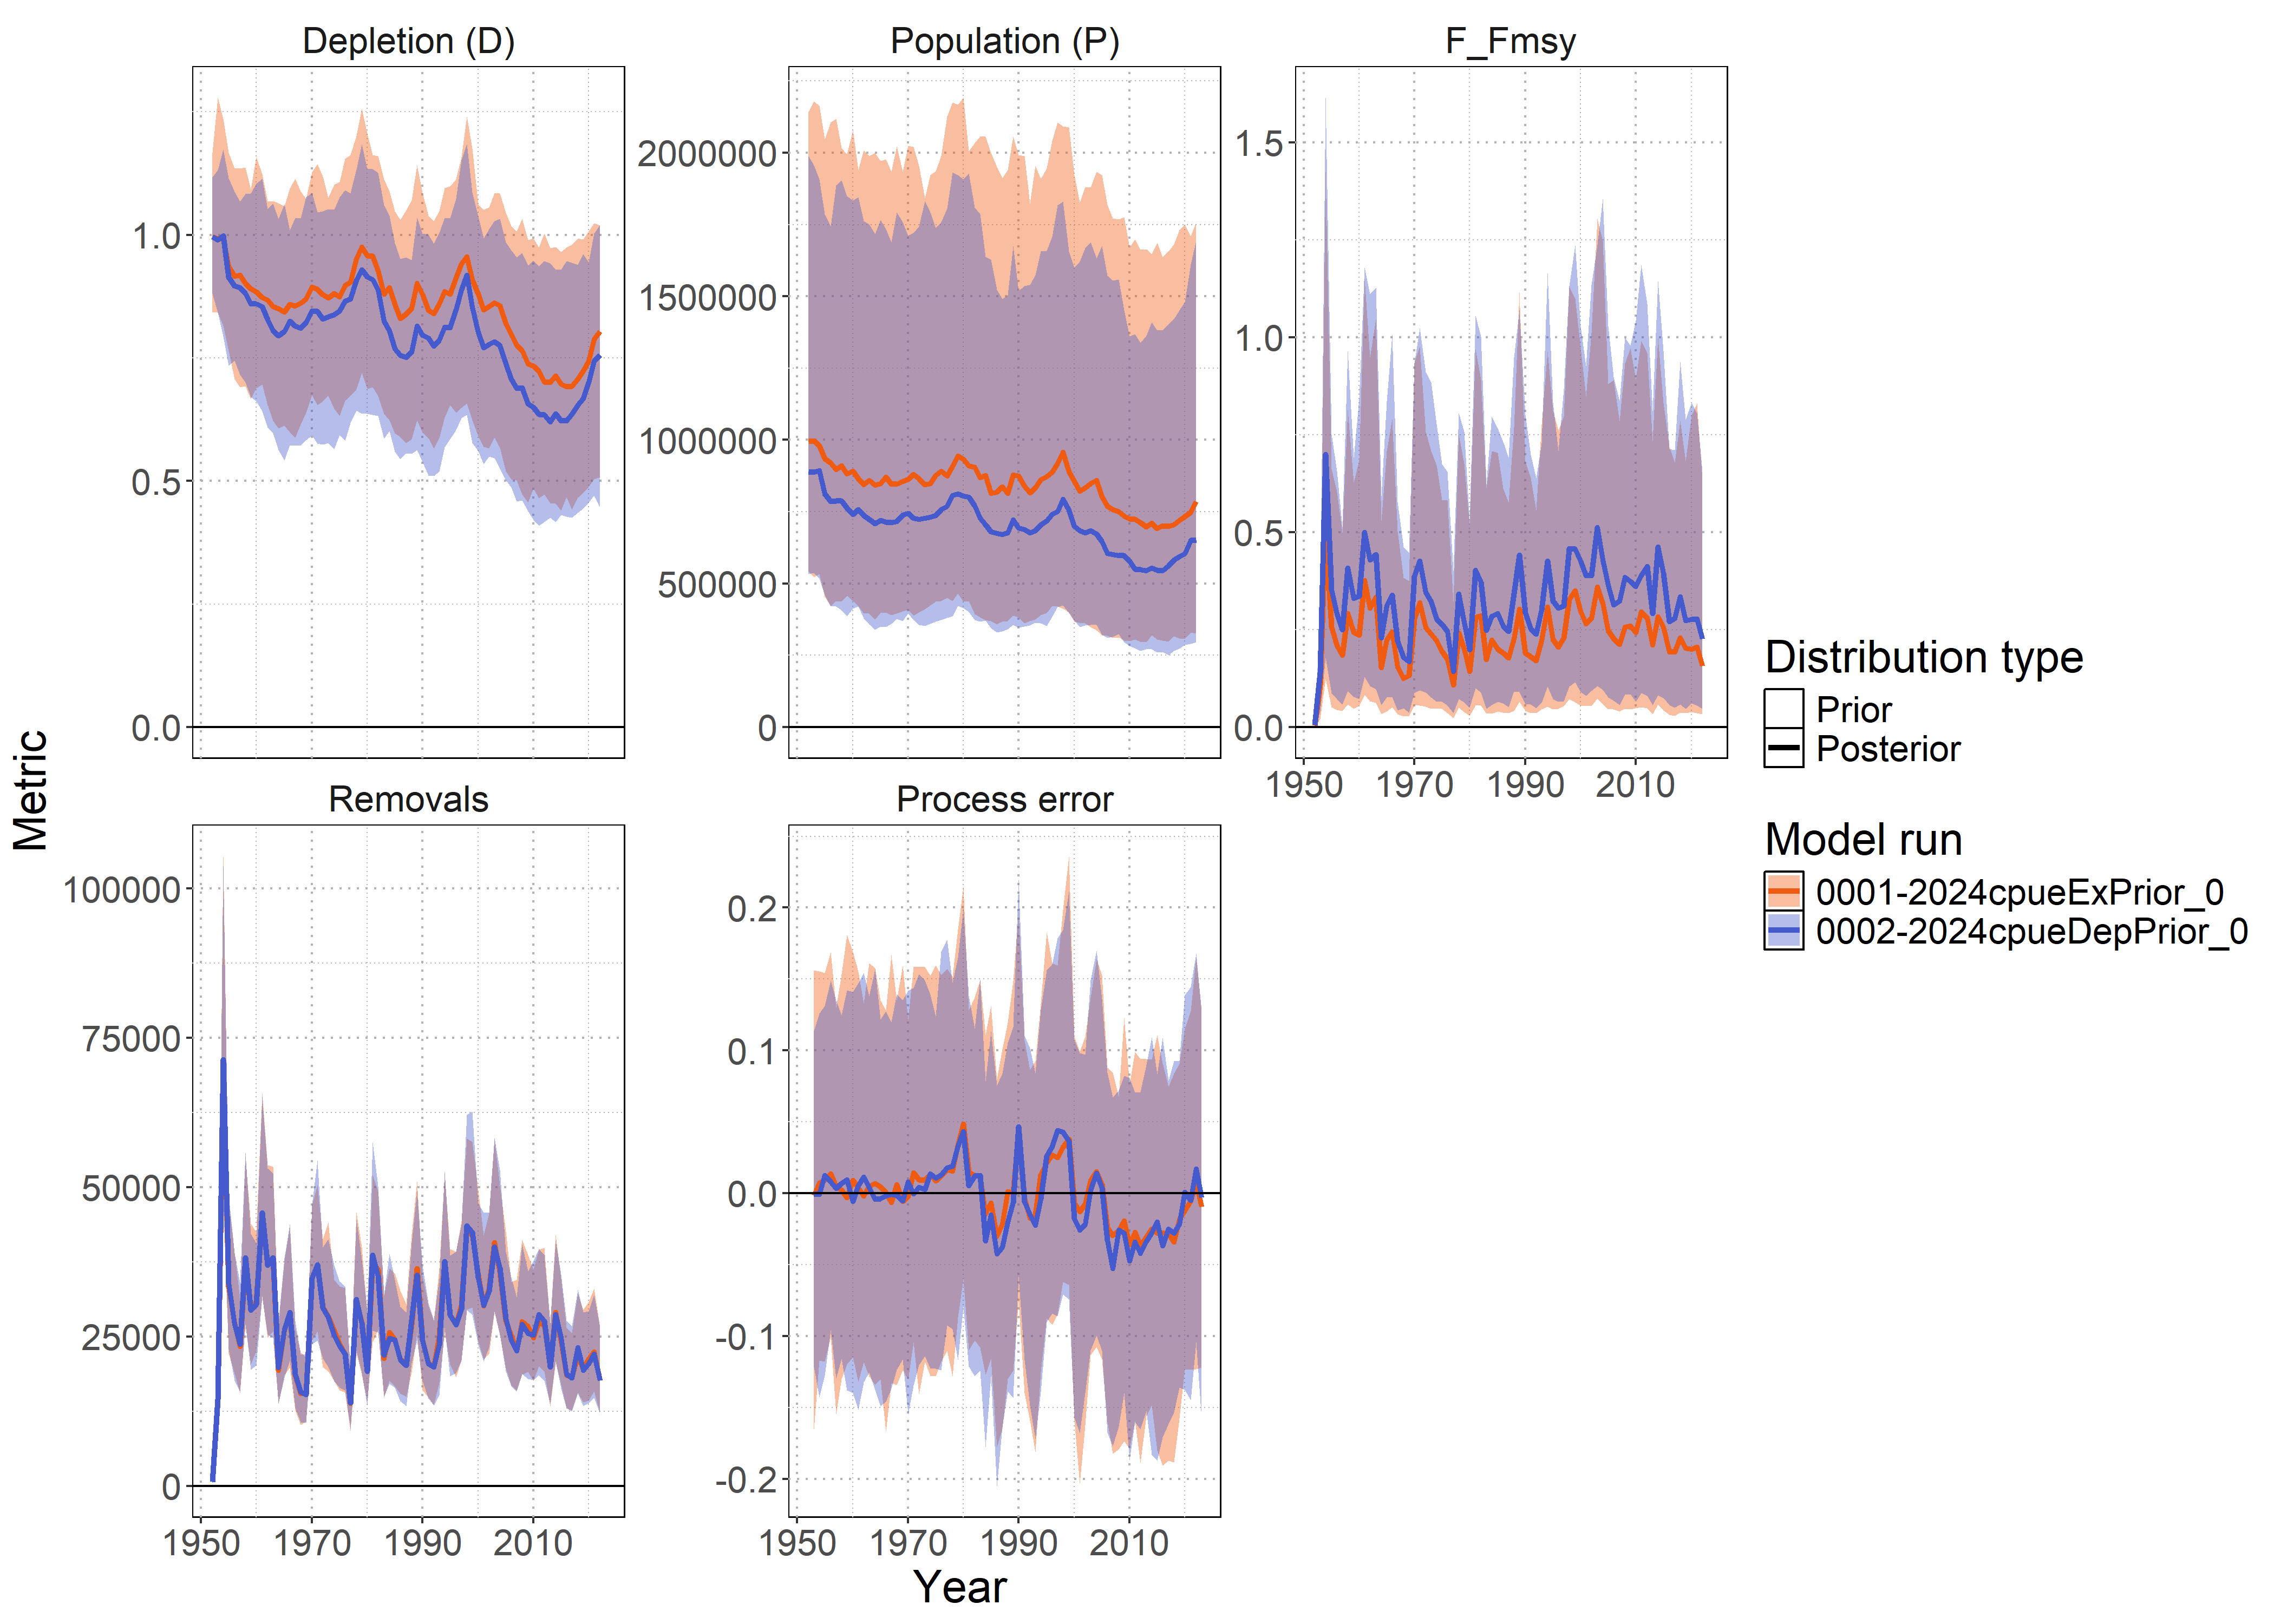 Depletion (D)
Population (P)
F_Fmsy
1.0
0.5
0.0
2000000
1500000
1000000
500000
0
1.5
1.0
0.5
0.0
1950 1970 1990 2010
Metric
Removals
Process error
100000
75000
50000
25000
0
0.2
0.1
0.0
-0.1
-0.2
1950 1970 1990 2010
1950 1970 1990 2010
Year
Distribution type
Prior
Posterior
Model run
0001-2024cpueExPrior_0
0002-2024cpueDepPrior_0